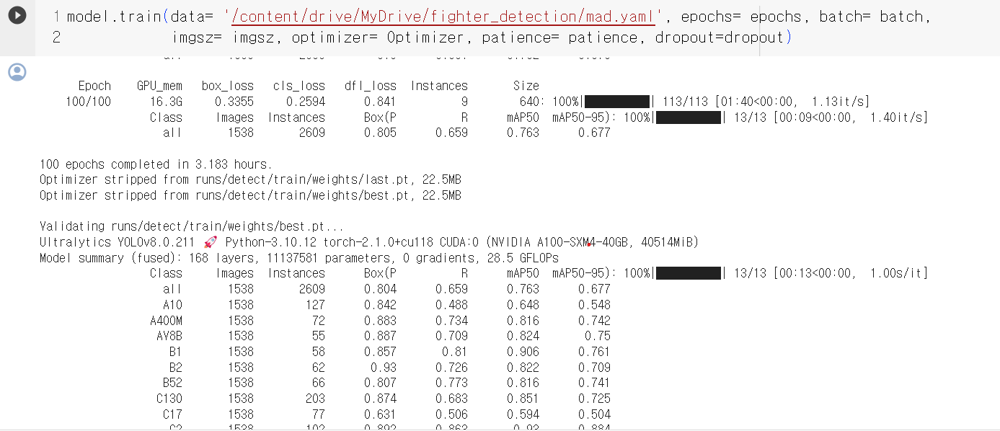 1 model.train(data= '/content/drive/MyDrive/fighter_detection/mad.yaml', epochs= epochs, batch= batch,
2 imgsz= imgsz, optimizer= Optimizer, patience= patience, dropout=dropout)
Epoch GPU_mem box_loss cls_loss dfl_loss Instances Size
100/100 16.3G 0.3355 0.2594 0.841 9 640: 100%|██████████| 113/113 [01:40<00:00, 1.13it/s]
Class Images Instances Box(P R mAP50 mAP50-95): 100%|██████████| 13/13 [00:09<00:00, 1.40it/s]
all 1538 2609 0.805 0.659 0.763 0.677
100 epochs completed in 3.183 hours.
Optimizer stripped from runs/detect/train/weights/last.pt, 22.5MB
Optimizer stripped from runs/detect/train/weights/best.pt, 22.5MB
Validating runs/detect/train/weights/best.pt...
Ultralytics YOLOv8.0.211 🚀 Python-3.10.12 torch-2.1.0+cu118 CUDA:0 (NVIDIA A100-SXM4-40GB, 40514MiB)
Model summary (fused): 168 layers, 11137581 parameters, 0 gradients, 28.5 GFLOPs
Class Images Instances Box(P R mAP50 mAP50-95): 100%|██████████| 13/13 [00:13<00:00, 1.00s/it]
all 1538 2609 0.804 0.659 0.763 0.677
A10 1538 127 0.842 0.488 0.648 0.548
A400M 1538 72 0.883 0.734 0.816 0.742
AV8B 1538 55 0.887 0.709 0.824 0.75
B1 1538 58 0.857 0.81 0.906 0.761
B2 1538 62 0.93 0.726 0.822 0.709
B52 1538 66 0.807 0.773 0.816 0.741
C130 1538 203 0.874 0.683 0.851 0.725
C17 1538 77 0.631 0.506 0.594 0.504